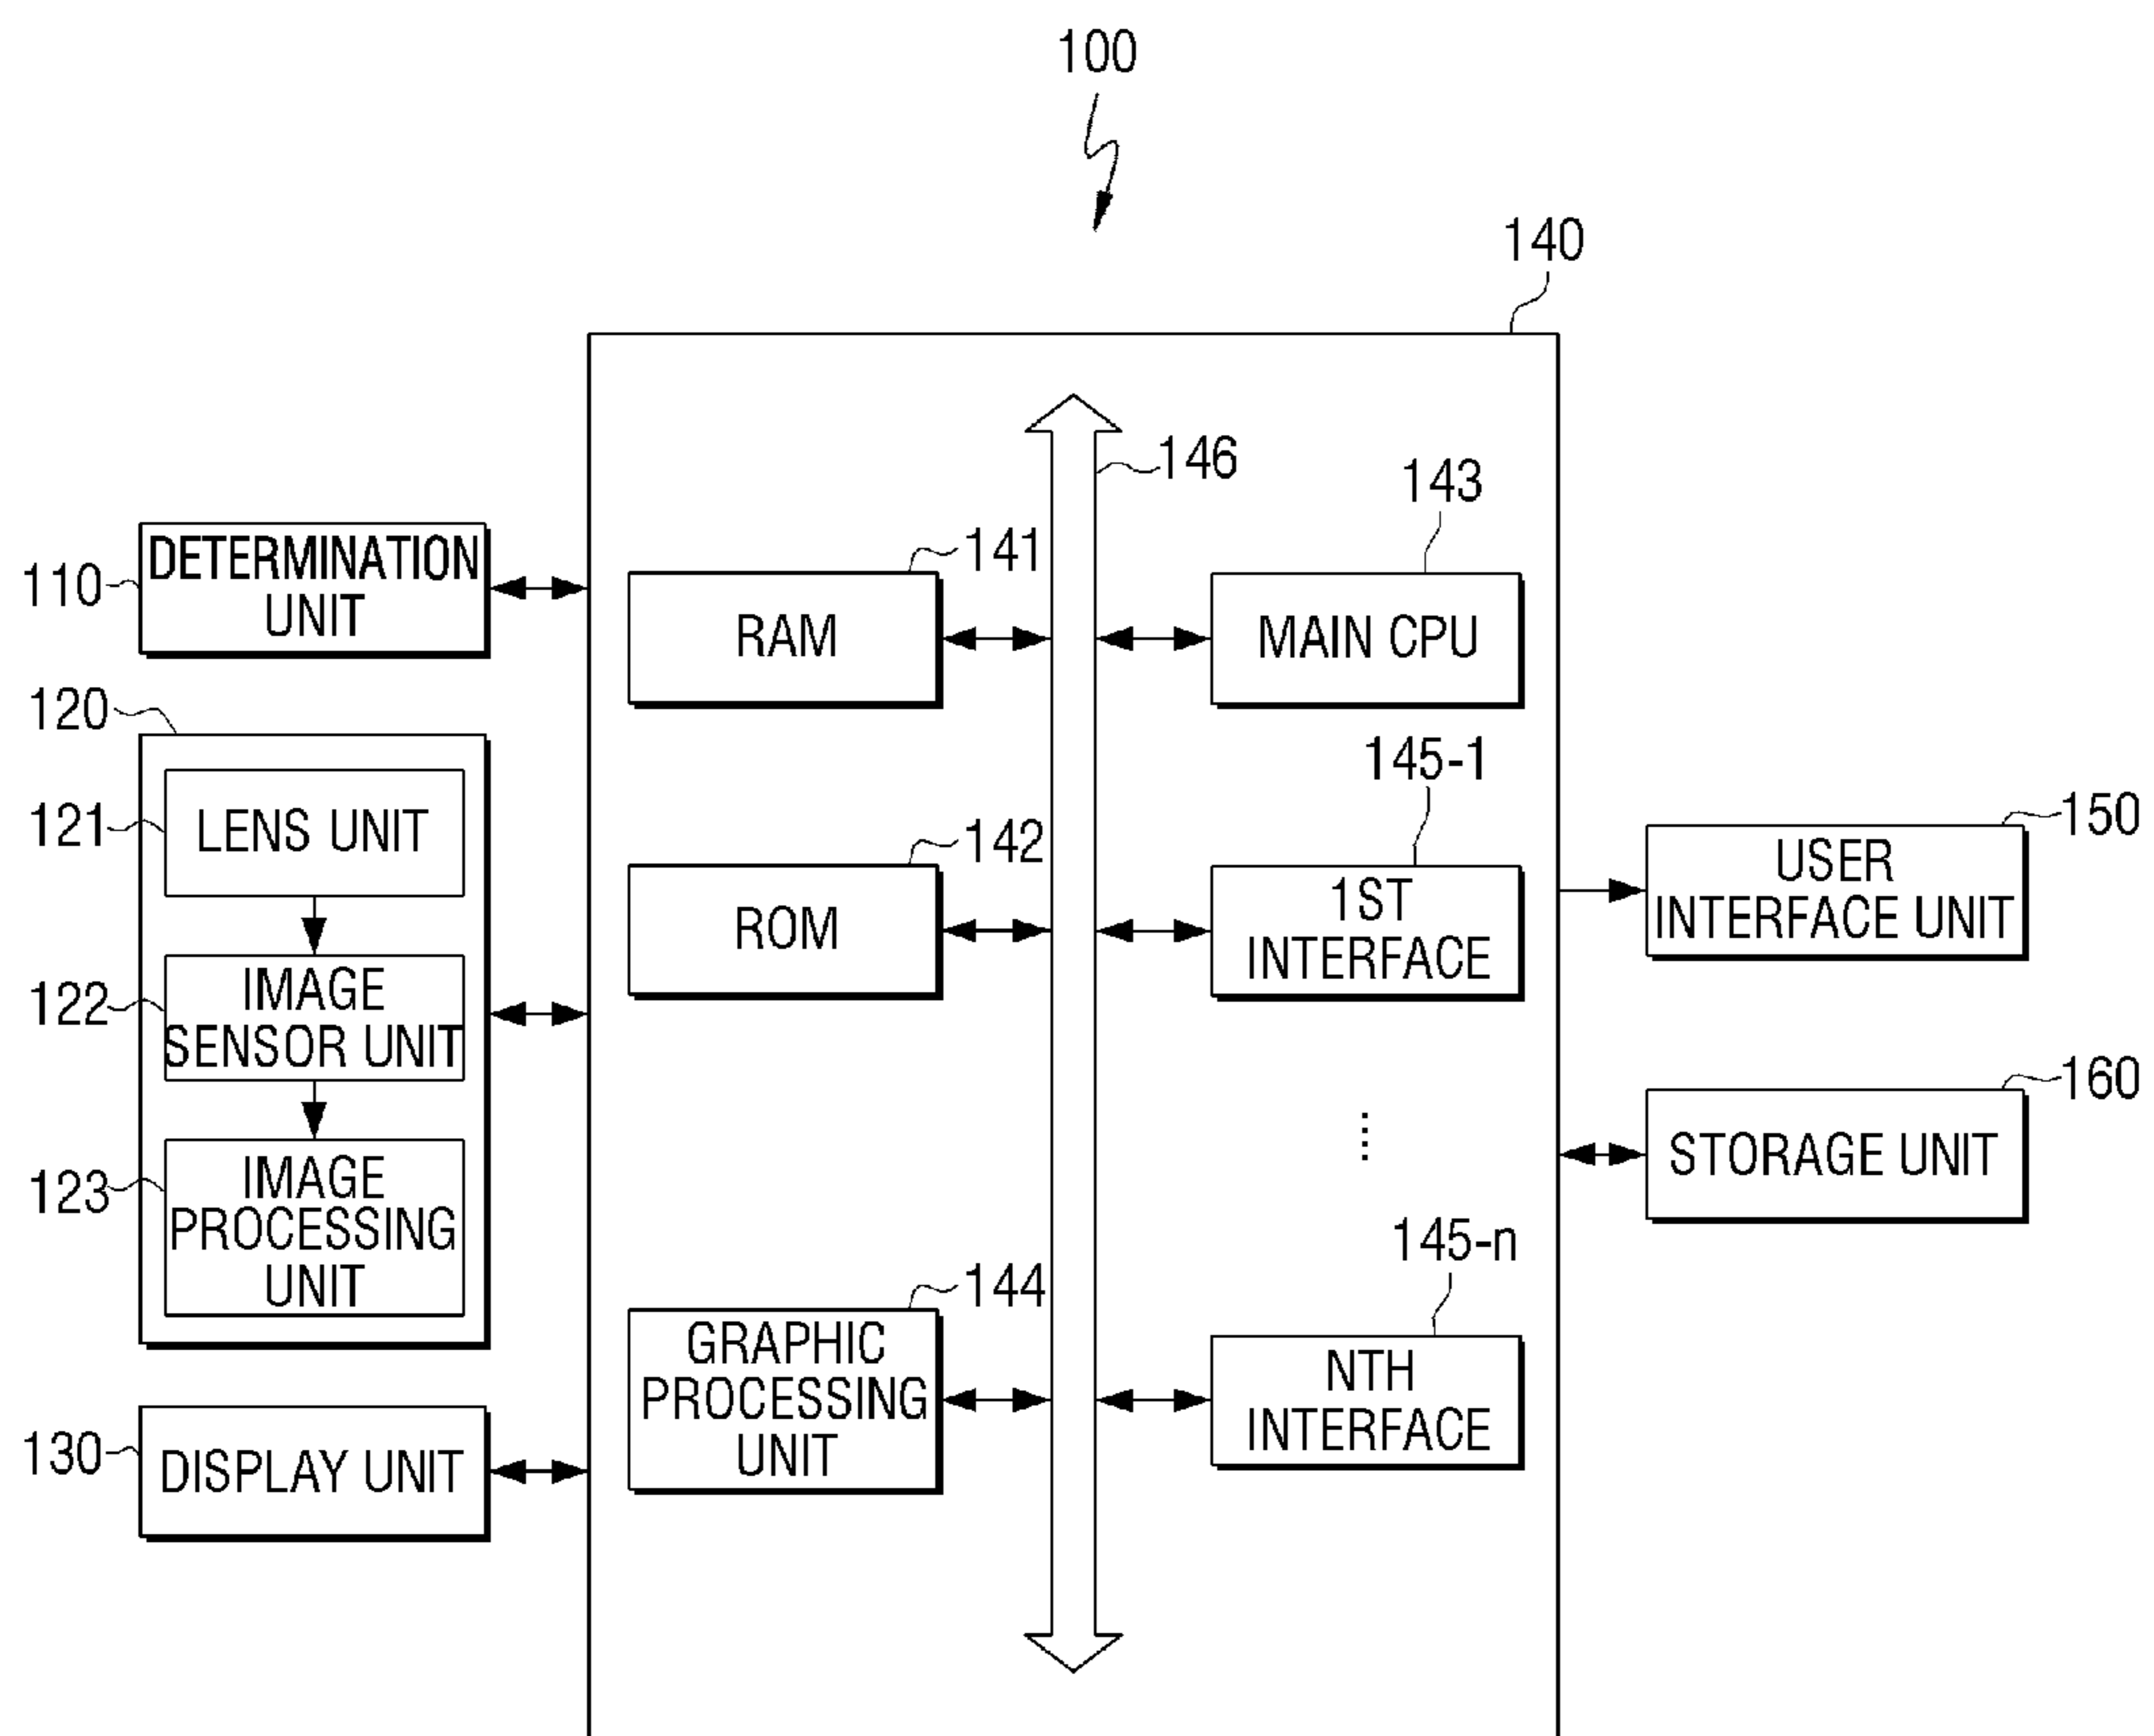 100
140
146
143
110
DETERMINATION
UNIT
141
RAM
MAIN CPU
120
121
LENS UNIT
122
IMAGE
SENSOR UNIT
123
IMAGE
PROCESSING
UNIT
142
ROM
145-1
1ST
INTERFACE
150
USER
INTERFACE UNIT
160
STORAGE UNIT
144
GRAPHIC
PROCESSING
UNIT
145-n
NTH
INTERFACE
130
DISPLAY UNIT